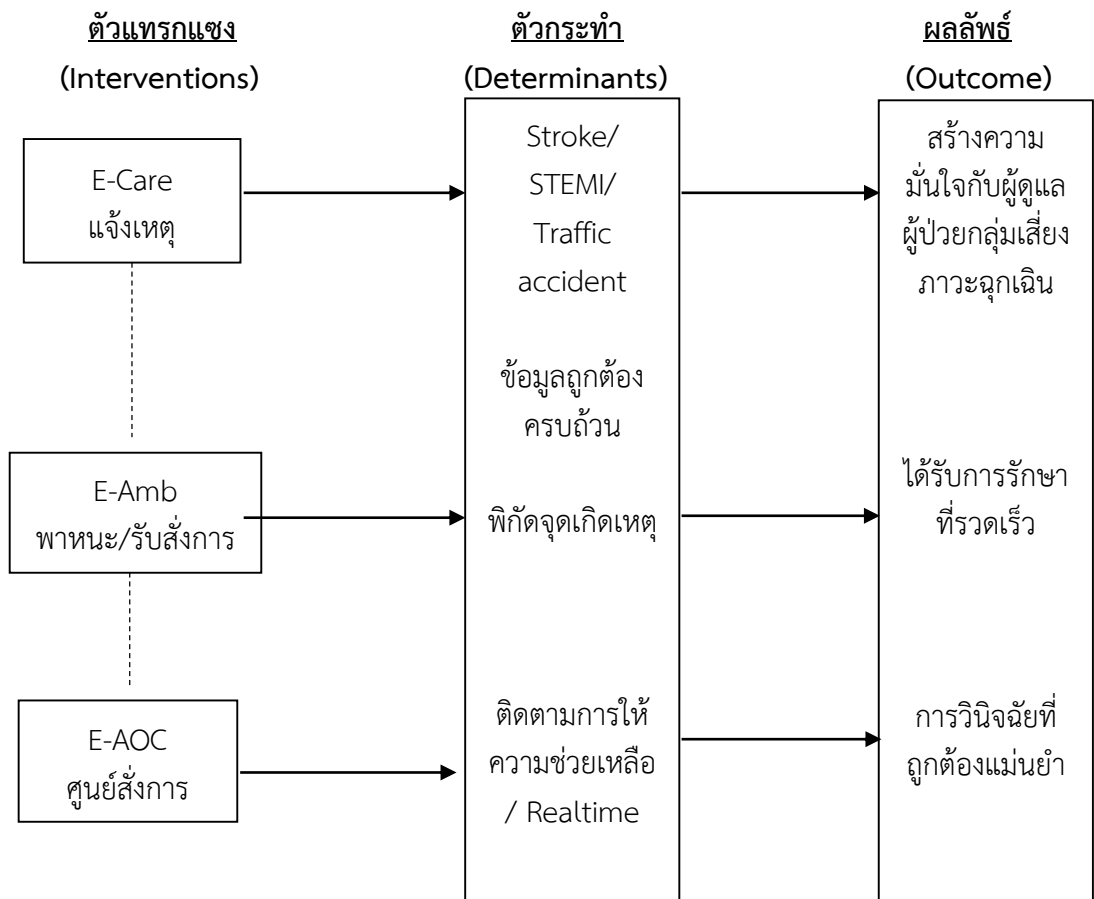 ตัวแทรกแซง
(Interventions)
ตัวกระทำ
(Determinants)
ผลลัพธ์
(Outcome)
E-Care
แจ้งเหตุ
Stroke/
STEMI/
Traffic
accident
สร้างความ
มั่นใจกับผู้ดูแล
ผู้ป่วยกลุ่มเสี่ยง
ภาวะฉุกเฉิน
ข้อมูลถูกต้อง
ครบถ้วน
E-Amb
พาหนะ/รับสั่งการ
พิกัดจุดเกิดเหตุ
ได้รับการรักษา
ที่รวดเร็ว
E-AOC
ศูนย์สั่งการ
ติดตามการให้
ความช่วยเหลือ
/ Realtime
การวินิจฉัยที่
ถูกต้องแม่นยำ